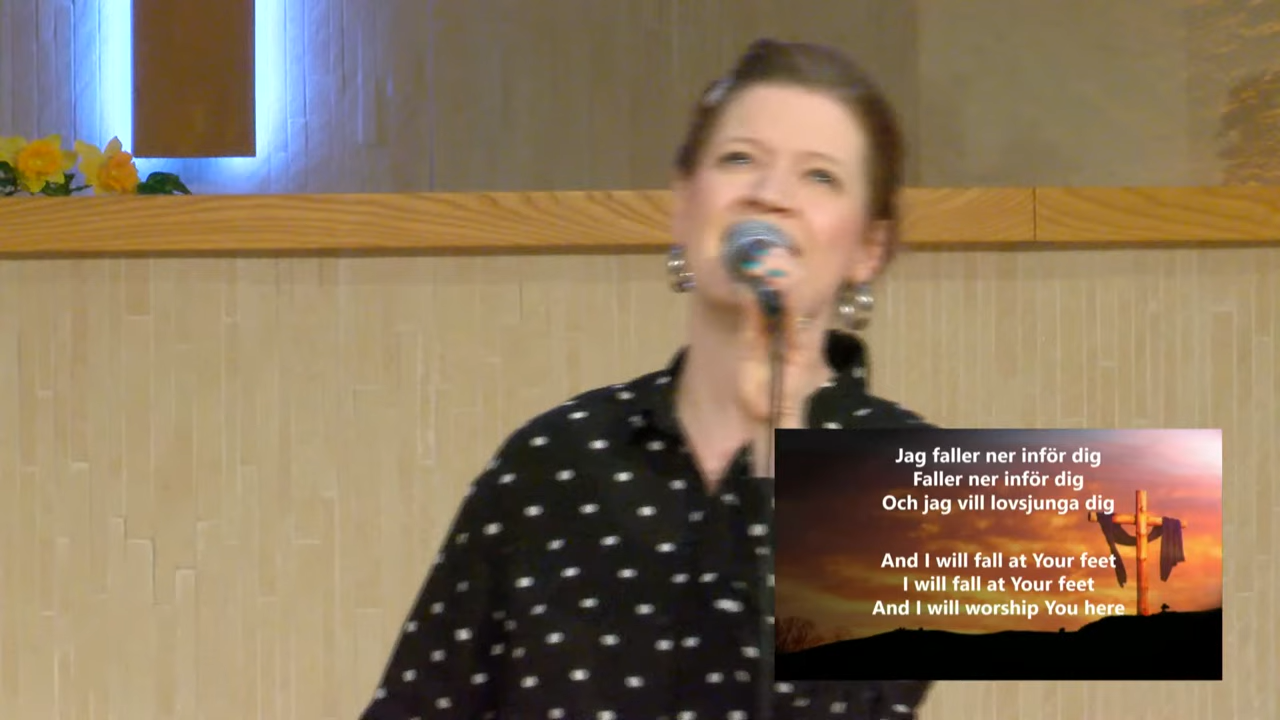 Jag faller ner inför dig
Faller ner inför dig
Och jag vill lovsjunga dig
And I will fall at Your feet
I will fall at Your feet
And I will worship You here